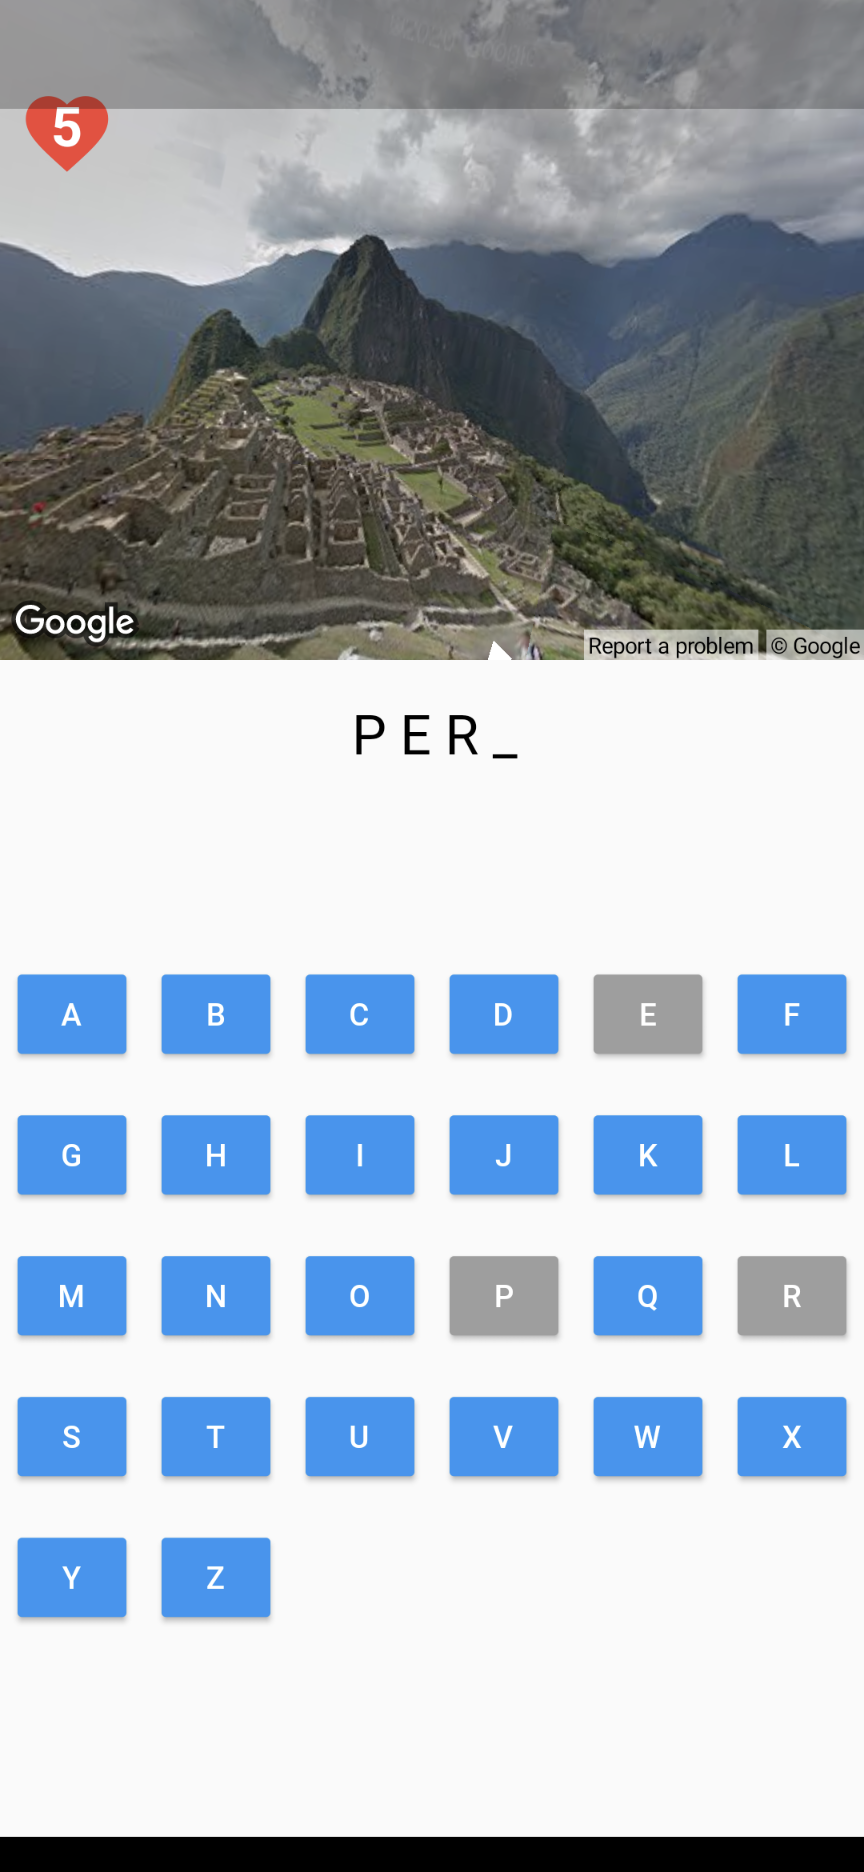 ©2020 Google
5
Google
Report a problem
© Google
P E R _
A B C D E F
G H I J K L
M N O P Q R
S T U V W X
Y Z